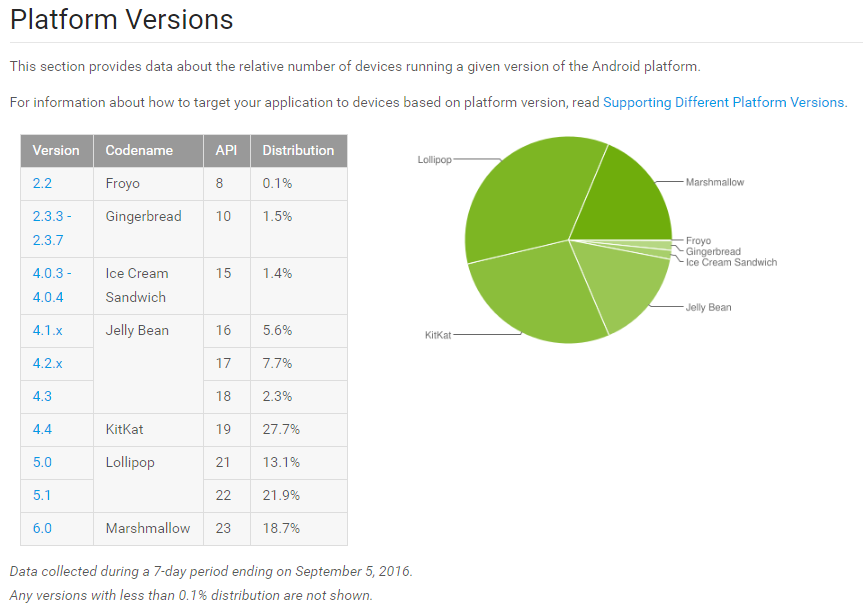 Platform Versions
This section provides data about the relative number of devices running a given version of the Android platform.
For information about how to target your application to devices based on platform version, read Supporting Different Platform Versions.
Version Codename API Distribution
2.2 Froyo 8 0.1%
2.3.3 - Gingerbread 10 1.5%
2.3.7
4.0.3 - Ice Cream 15 1.4%
4.0.4 Sandwich
4.1.x Jelly Bean 16 5.6%
4.2.x 17 7.7%
4.3 18 2.3%
4.4 KitKat 19 27.7%
5.0 Lollipop 21 13.1%
5.1 22 21.9%
6.0 Marshmallow 23 18.7%
Lollipop
Marshmallow
Froyo
Gingerbread
Ice Cream Sandwich
Jelly Bean
KitKat
Data collected during a 7-day period ending on September 5, 2016.
Any versions with less than 0.1% distribution are not shown.